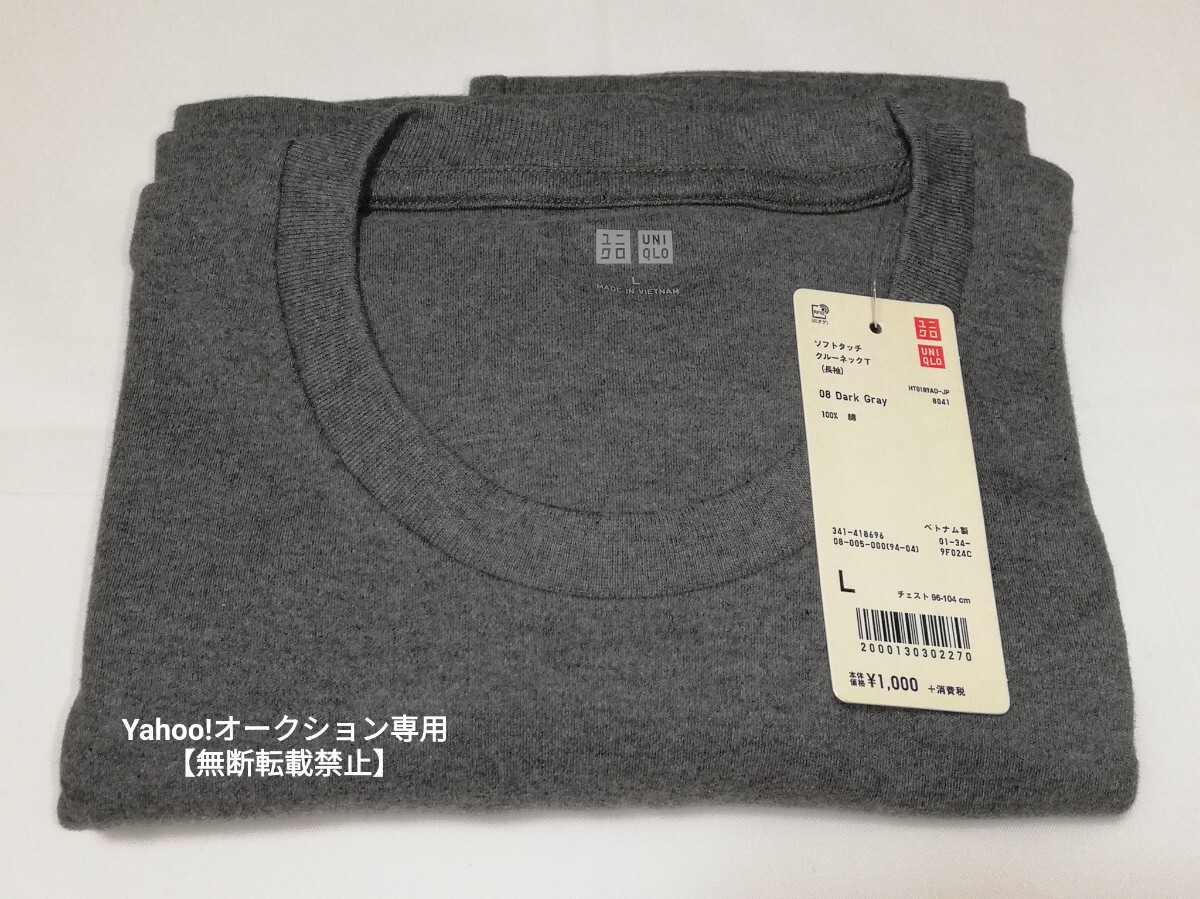 ユニ UNI
クロ QLO
L
MADE IN VIETNAM
RFID
ユニ
クロ
UNI
QLO
ソフトタッチ
クルーネックT
（長袖）
HT0189AD-JP
8041
08 Dark Gray
100% 綿
341-418696 ベトナム製
08-005-000(94-04) 01-34-
9F024C
L チェスト 96-104 cm
2000130302270
本体
価格 ¥1,000 +消費税
Yahoo!オークション専用
【無断転載禁止】